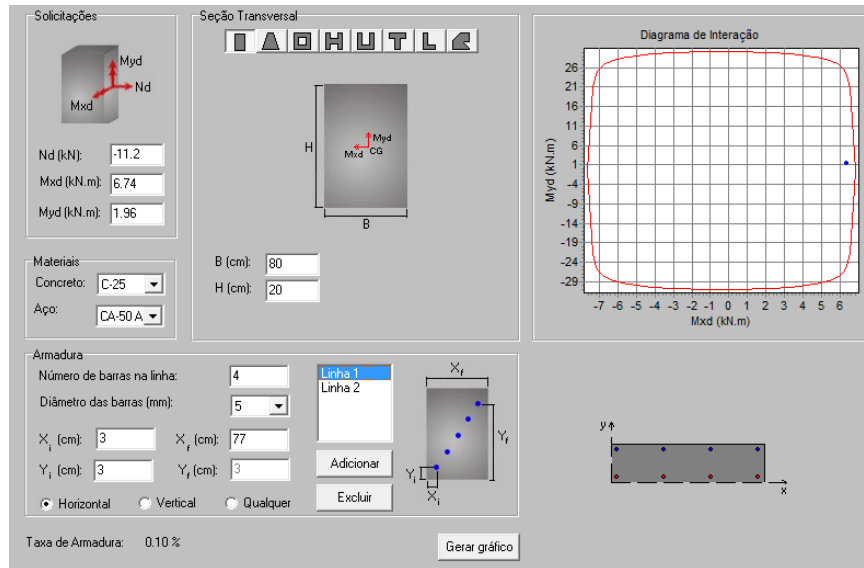 Solicitações
Myd
Nd
Mxd
Nd (kN): -11.2
Mxd (kN.m): 6.74
Myd (kN.m): 1.96
Materiais
Concreto: C-25
Aço: CA-50 A
Seção Transversal
H
Myd
Mxd CG
B
B (cm): 80
H (cm): 20
Diagrama de Interação
Myd (kN.m)
26
21
16
11
6
1
-4
-9
-14
-19
-24
-29
-7 -6 -5 -4 -3 -2 -1 0 1 2 3 4 5 6
Mxd (kN.m)
Armadura
Número de barras na linha: 4
Diâmetro das barras (mm): 5
Xi (cm): 3 Xf (cm): 77
Yi (cm): 3 Yf (cm): 3
Horizontal Vertical Qualquer
Linha 1
Linha 2
Adicionar
Excluir
Xf
Yf
Yi
Xi
y
x
Taxa de Armadura: 0.10 %
Gerar gráfico